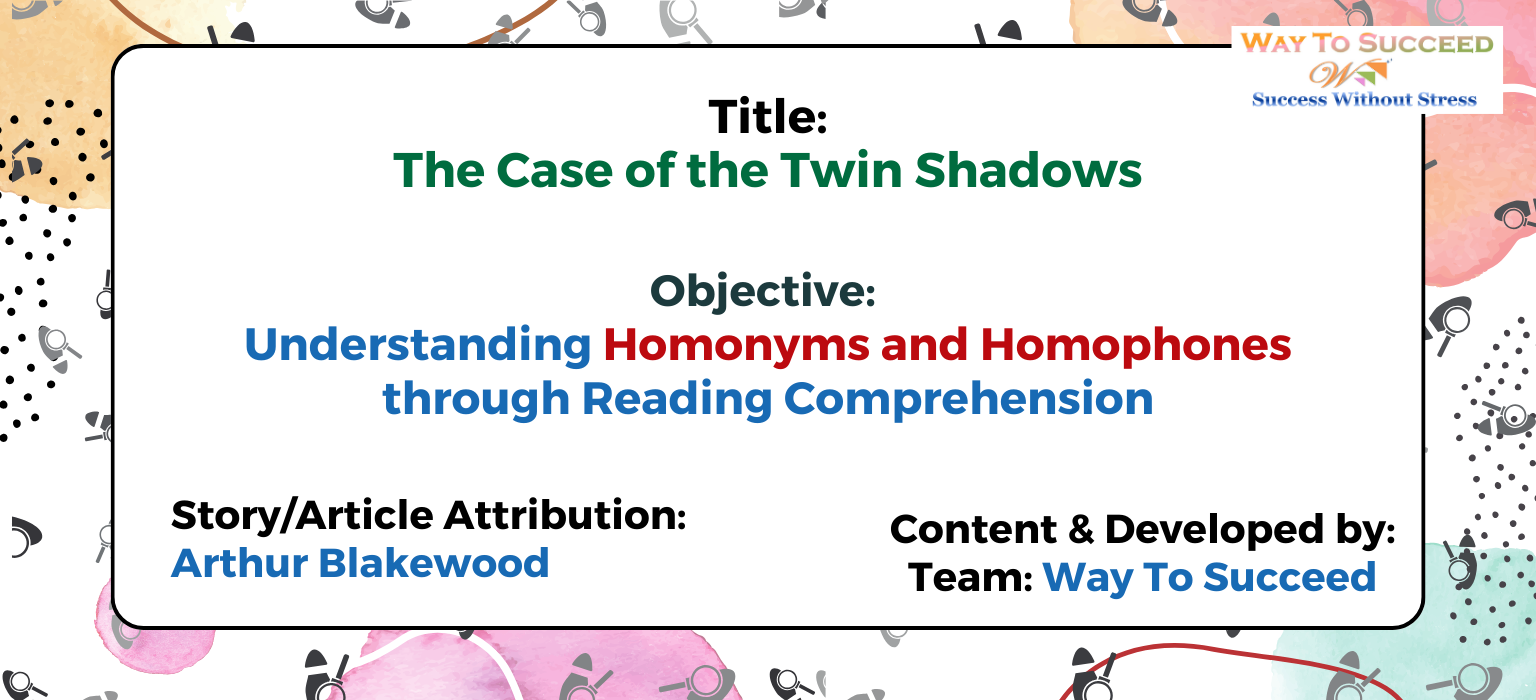 WAY TO SUCCEED
Success Without Stress
Title:
The Case of the Twin Shadows
Objective:
Understanding Homonyms and Homophones
through Reading Comprehension
Story/Article Attribution:
Arthur Blakewood
Content & Developed by:
Team: Way To Succeed